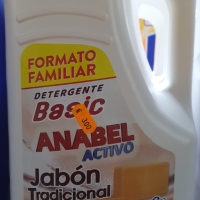 FORMATO
FAMILIAR
DETERGENTE
Basic
ANABEL
ACTIVO
Jabón
Tradicional